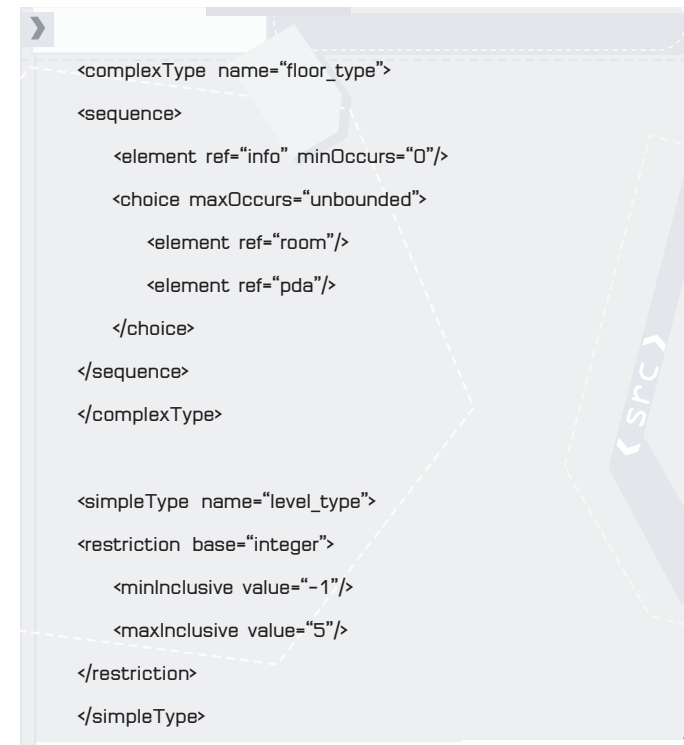 <complexType name=“floor_type”>
<sequence>
<element ref=“info” minOccurs=“0”/>
<choice maxOccurs=“unbounded”>
<element ref=“room”/>
<element ref=“pda”/>
</choice>
</sequence>
</complexType>
<simpleType name=“level_type”>
<restriction base=“integer”>
<minInclusive value=“-1”/>
<maxInclusive value=“5”/>
</restriction>
</simpleType>
<src>